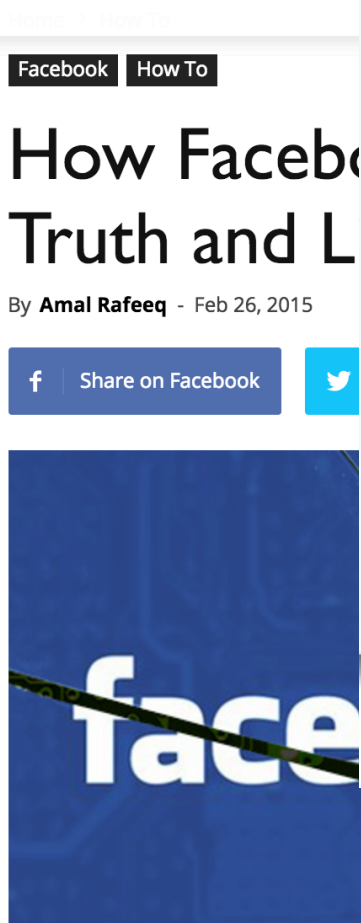 Home > How To
Facebook How To
How Facebo
Truth and L
By Amal Rafeeq - Feb 26, 2015
f Share on Facebook
face